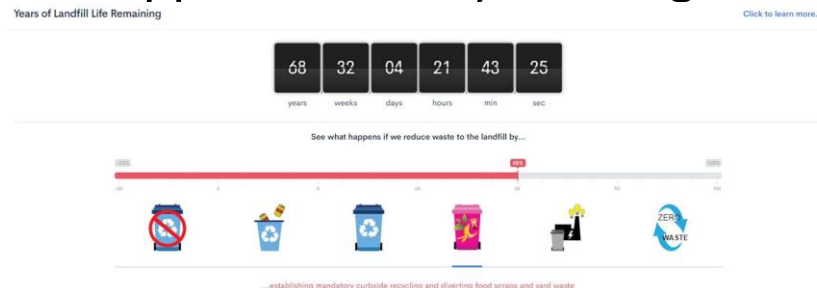 Years of Landfill Life Remaining
Click to learn more.
68 32 04 21 43 25
years weeks days hours min sec
See what happens if we reduce waste to the landfill by...
100%
ZERO
WASTE
...establishing mandatory curbside recycling and diverting food scraps and yard waste